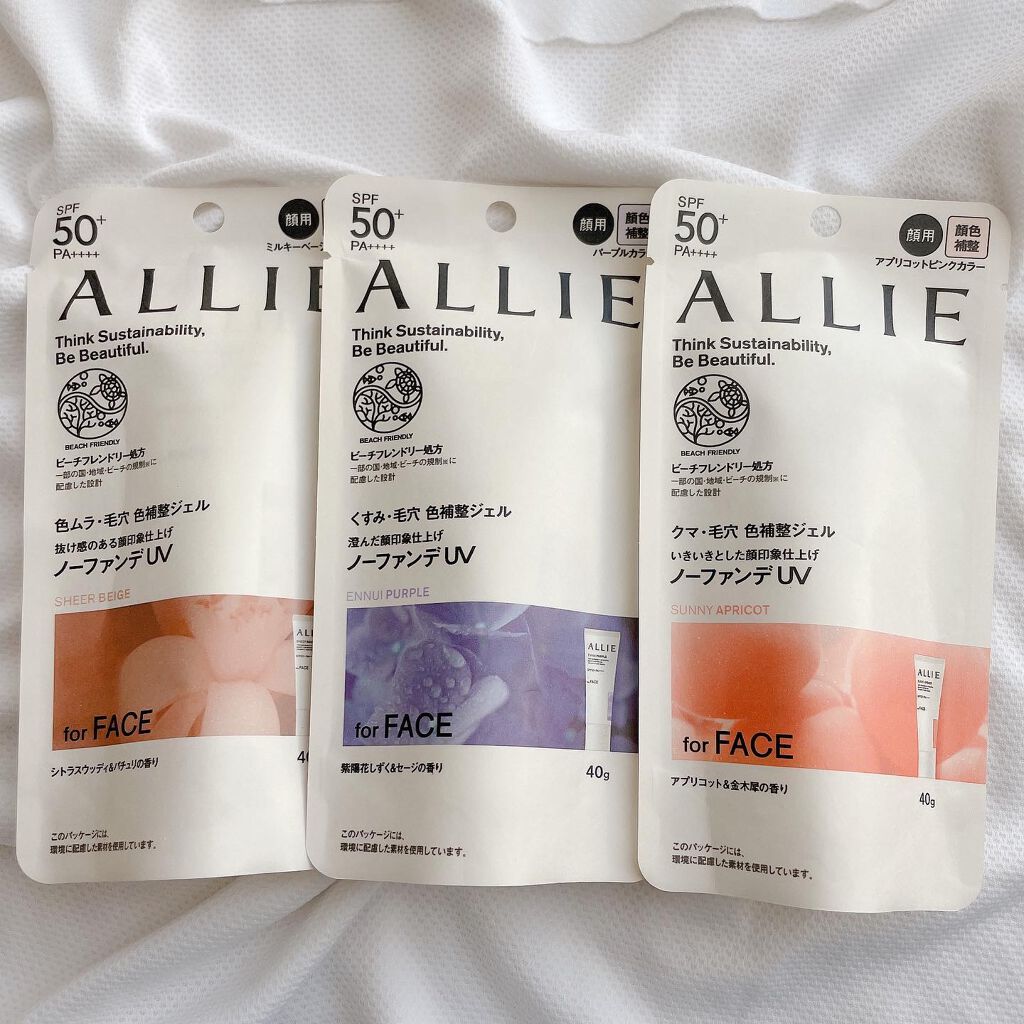 SPF
50+
PA++++
顔用
ミルキーベージ
ALLIE
Think Sustainability,
Be Beautiful.
BEACH FRIENDLY
ビーチフレンドリー処方
一部の国・地域・ビーチの規制※に
配慮した設計
色ムラ・毛穴 色補整ジェル
抜け感のある顔印象仕上げ
ノーファンデUV
SHEER BEIGE
for FACE
シトラスウッディ&パチュリの香り
このパッケージには、
環境に配慮した素材を使用しています。
SPF
50+
PA++++
顔用
顔色
補整
パープルカラ
ALLIE
Think Sustainability,
Be Beautiful.
BEACH FRIENDLY
ビーチフレンドリー処方
一部の国・地域・ビーチの規制※に
配慮した設計
くすみ・毛穴 色補整ジェル
澄んだ顔印象仕上げ
ノーファンデUV
ENNUI PURPLE
ALLIE
for FACE
紫陽花しずく&セージの香り
40g
このパッケージには、
環境に配慮した素材を使用しています。
SPF
50+
PA++++
顔用
顔色
補整
アプリコットピンクカラー
ALLIE
Think Sustainability,
Be Beautiful.
BEACH FRIENDLY
ビーチフレンドリー処方
一部の国・地域・ビーチの規制※に
配慮した設計
クマ・毛穴 色補整ジェル
いきいきとした顔印象仕上げ
ノーファンデUV
SUNNY APRICOT
ALLIE
for FACE
アプリコット&金木犀の香り
40g
このパッケージには、
環境に配慮した素材を使用しています。